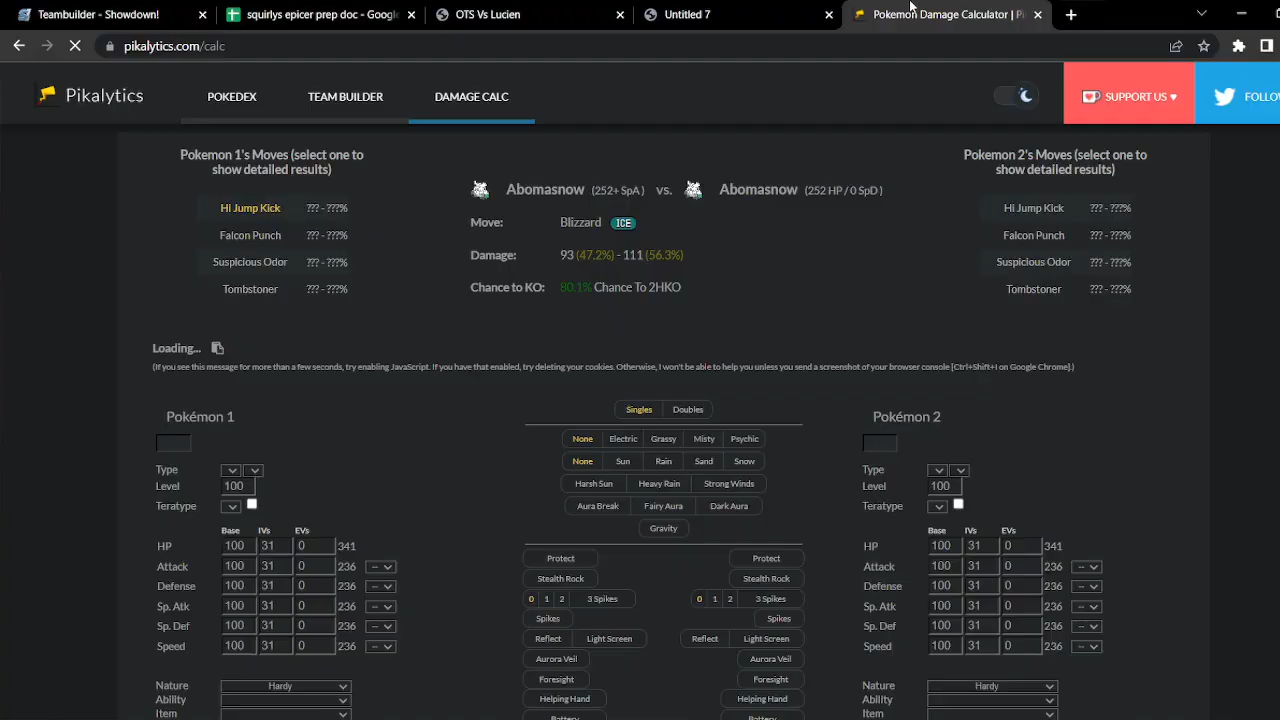 Teambuilder - Showdown!
squirlys epicer prep doc - Google
OTS Vs Lucien
Untitled 7
Pokemon Damage Calculator | Pi
pikalytics.com/calc
Pikalytics
POKEDEX
TEAM BUILDER
DAMAGE CALC
SUPPORT US ♥
FOLLO
Pokemon 1's Moves (select one to
show detailed results)
Hi Jump Kick ??? - ???%
Falcon Punch ??? - ???%
Suspicious Odor ??? - ???%
Tombstoner ??? - ???%
Abomasnow (252+ SpA ) vs. Abomasnow (252 HP / 0 SpD )
Move: Blizzard ICE
Damage: 93 (47.2%) - 111 (56.3%)
Chance to KO: 80.1% Chance To 2HKO
Pokemon 2's Moves (select one to
show detailed results)
Hi Jump Kick ??? - ???%
Falcon Punch ??? - ???%
Suspicious Odor ??? - ???%
Tombstoner ??? - ???%
Loading...
(If you see this message for more than a few seconds, try enabling JavaScript. If you have that enabled, try deleting your cookies. Otherwise, I won't be able to help you unless you send a screenshot of your browser console [Ctrl+Shift+I on Google Chrome].)
Pokémon 1
Type
Level 100
Teratype
Base IVs EVs
HP 100 31 0 341
Attack 100 31 0 236 --
Defense 100 31 0 236 --
Sp. Atk 100 31 0 236 --
Sp. Def 100 31 0 236 --
Speed 100 31 0 236 --
Nature Hardy
Ability
Item
Singles Doubles
None Electric Grassy Misty Psychic
None Sun Rain Sand Snow
Harsh Sun Heavy Rain Strong Winds
Aura Break Fairy Aura Dark Aura
Gravity
Protect Protect
Stealth Rock Stealth Rock
0 1 2 3 Spikes 0 1 2 3 Spikes
Spikes Spikes
Reflect Light Screen Reflect Light Screen
Aurora Veil Aurora Veil
Foresight Foresight
Helping Hand Helping Hand
Battery Battery
Pokémon 2
Type
Level 100
Teratype
Base IVs EVs
HP 100 31 0 341
Attack 100 31 0 236 --
Defense 100 31 0 236 --
Sp. Atk 100 31 0 236 --
Sp. Def 100 31 0 236 --
Speed 100 31 0 236 --
Nature Hardy
Ability
Item